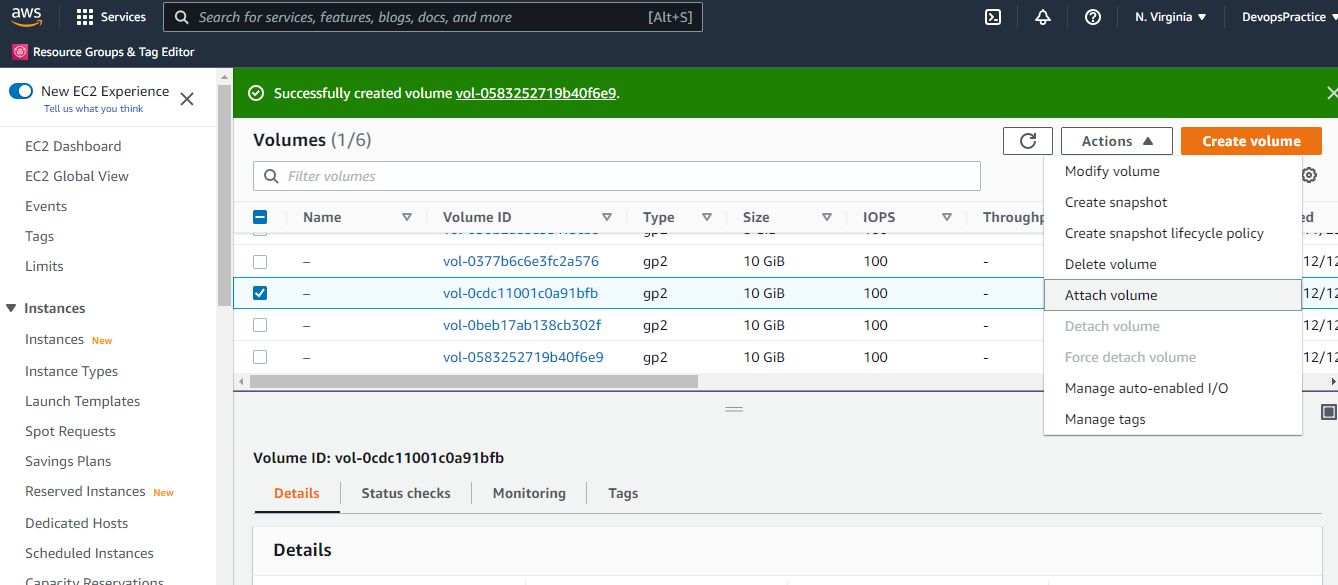 aws Services Search for services, features, blogs, docs, and more [Alt+S] N. Virginia DevopsPractice
Resource Groups & Tag Editor
New EC2 Experience
Tell us what you think
EC2 Dashboard
EC2 Global View
Events
Tags
Limits
Instances
Instances New
Instance Types
Launch Templates
Spot Requests
Savings Plans
Reserved Instances New
Dedicated Hosts
Scheduled Instances
Capacity Reservations
Successfully created volume vol-0583252719b40f6e9.
Volumes (1/6)
Actions
Create volume
Filter volumes
Name Volume ID Type Size IOPS Throughp ed
gp2 100
– vol-0377b6c6e3fc2a576 gp2 10 GiB 100 - 12/12
– vol-0cdc11001c0a91bfb gp2 10 GiB 100 - 12/12
– vol-0beb17ab138cb302f gp2 10 GiB 100 12/12
– vol-0583252719b40f6e9 gp2 10 GiB 100 - 12/12
Modify volume
Create snapshot
Create snapshot lifecycle policy
Delete volume
Attach volume
Detach volume
Force detach volume
Manage auto-enabled I/O
Manage tags
Volume ID: vol-0cdc11001c0a91bfb
Details Status checks Monitoring Tags
Details